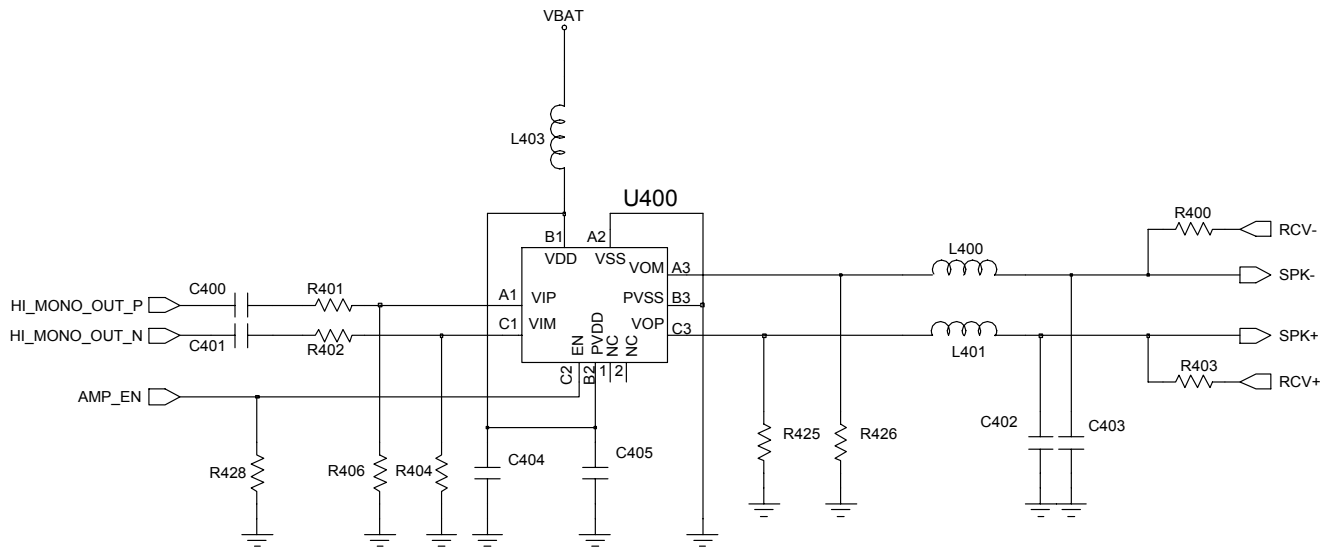 VBAT
L403
U400
R400
RCV-
B1
A2
L400
VDD
VSS
VOM
A3
SPK-
C400
R401
HI_MONO_OUT_P
A1
VIP
PVSS
B3
HI_MONO_OUT_N
C401
R402
C1
VIM
VOP
C3
L401
SPK+
EN
PVDD
NC
NC
C2
B2
1
2
R403
RCV+
AMP_EN
R428
R406
R404
C404
C405
R425
R426
C402
C403